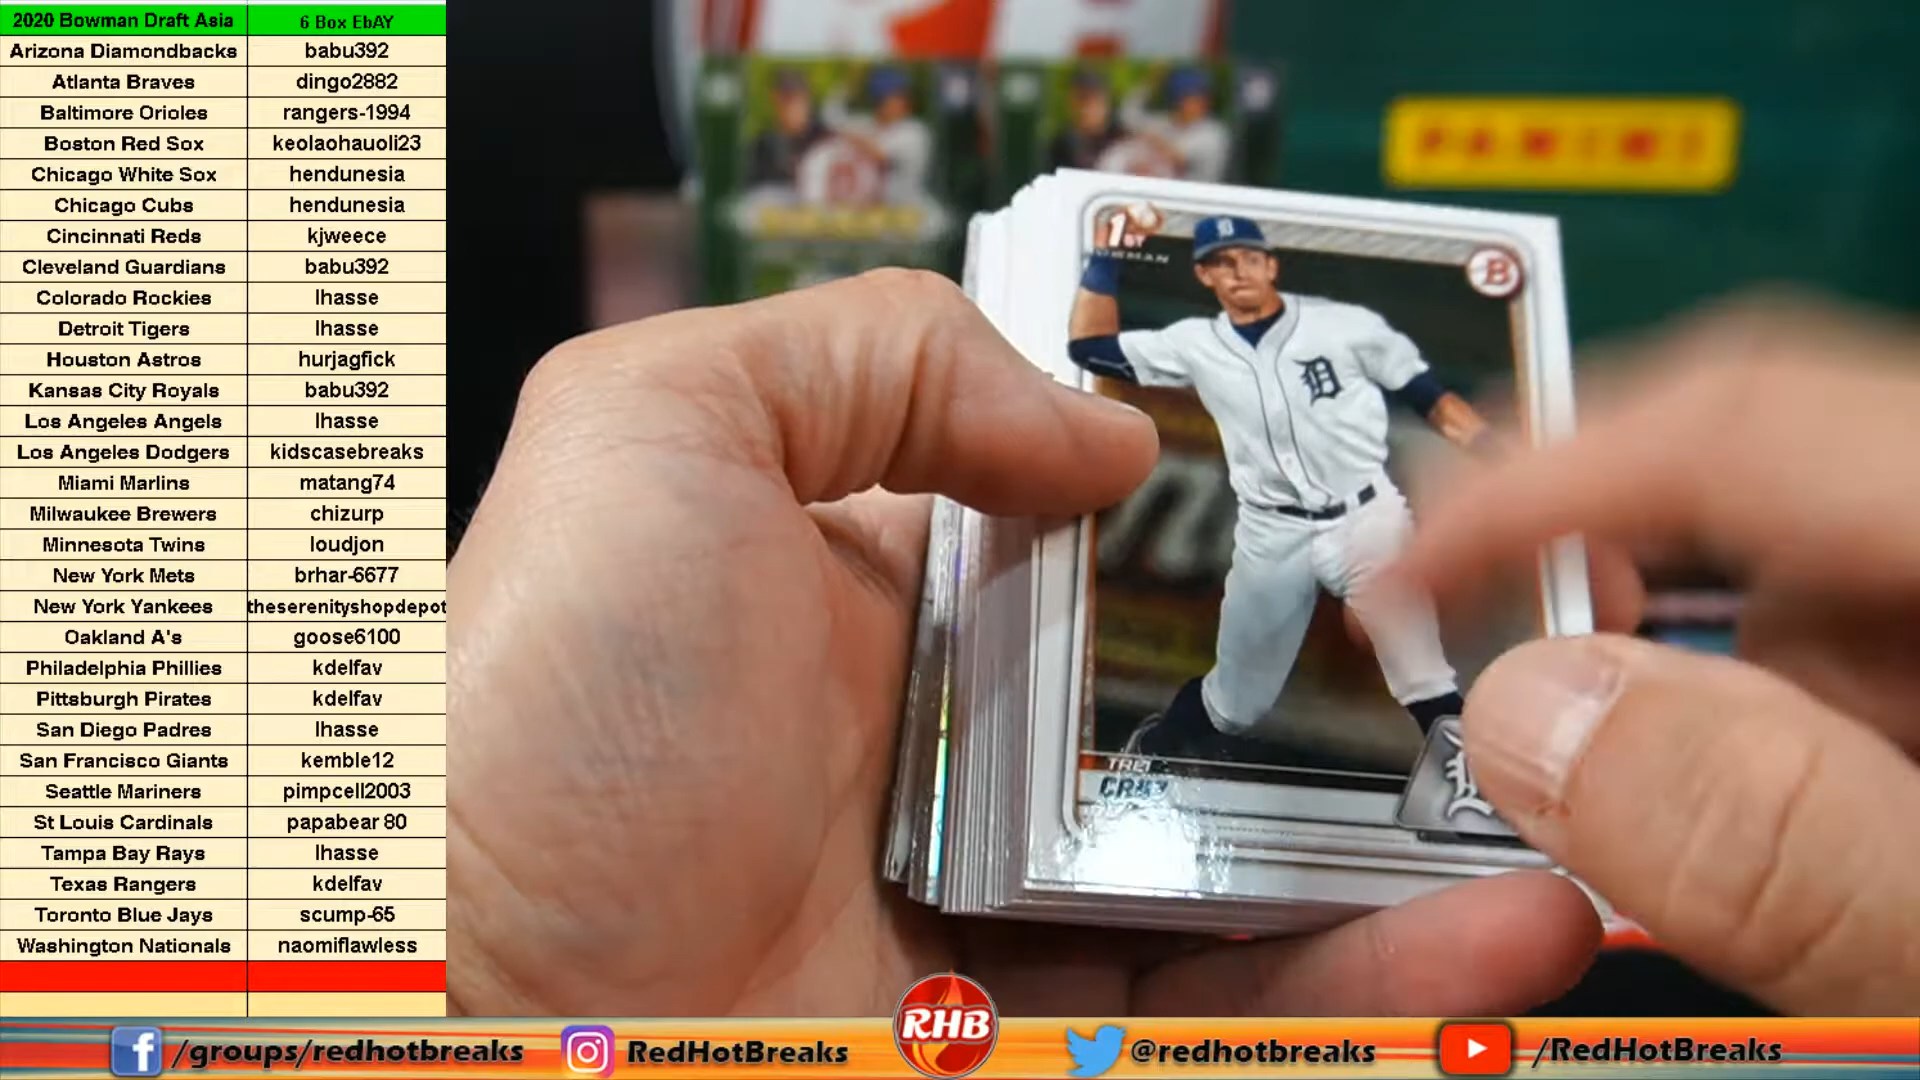 2020 Bowman Draft Asia 6 Box EbAY
Arizona Diamondbacks babu392
Atlanta Braves dingo2882
Baltimore Orioles rangers-1994
Boston Red Sox keolaohauoli23
Chicago White Sox hendunesia
Chicago Cubs hendunesia
Cincinnati Reds kjweece
Cleveland Guardians babu392
Colorado Rockies lhasse
Detroit Tigers lhasse
Houston Astros hurjagfick
Kansas City Royals babu392
Los Angeles Angels lhasse
Los Angeles Dodgers kidscasebreaks
Miami Marlins matang74
Milwaukee Brewers chizurp
Minnesota Twins loudjon
New York Mets brhar-6677
New York Yankees theserenityshopdepot
Oakland A's goose6100
Philadelphia Phillies kdelfav
Pittsburgh Pirates kdelfav
San Diego Padres lhasse
San Francisco Giants kemble12
Seattle Mariners pimpcell2003
St Louis Cardinals papabear 80
Tampa Bay Rays lhasse
Texas Rangers kdelfav
Toronto Blue Jays scump-65
Washington Nationals naomiflawless
PANINI
1ST
B
D
D
RHB
/groups/redhotbreaks
RedHotBreaks
@redhotbreaks
/RedHotBreaks